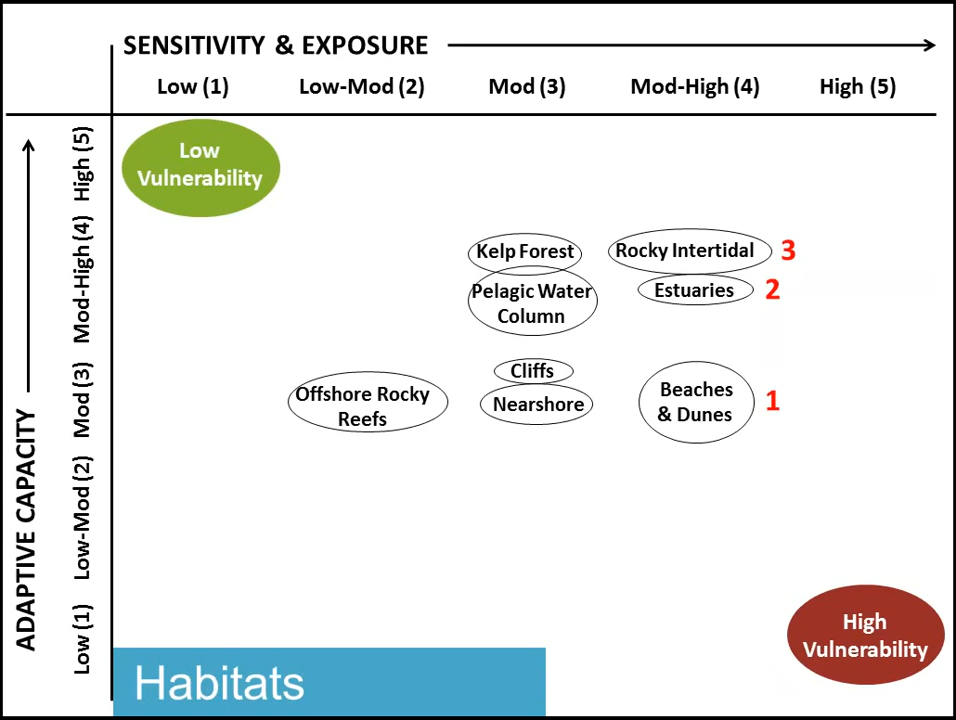 SENSITIVITY & EXPOSURE
Low (1)
Low-Mod (2)
Mod (3)
Mod-High (4)
High (5)
ADAPTIVE CAPACITY
High (5)
Mod-High (4)
Mod (3)
Low-Mod (2)
Low (1)
Low
Vulnerability
Kelp Forest
Rocky Intertidal
3
Pelagic Water
Column
Estuaries
2
Cliffs
Offshore Rocky
Reefs
Nearshore
Beaches
& Dunes
1
High
Vulnerability
Habitats